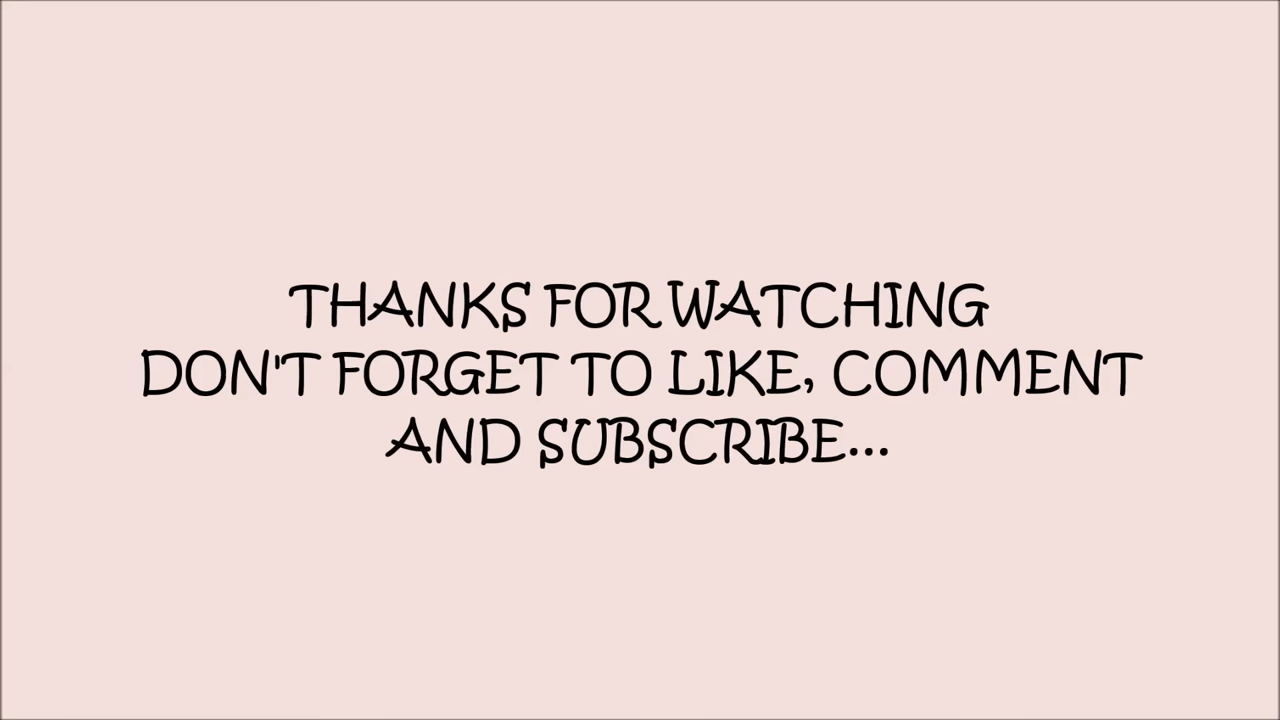 THANKS FOR WATCHING
DON'T FORGET TO LIKE, COMMENT
AND SUBSCRIBE...